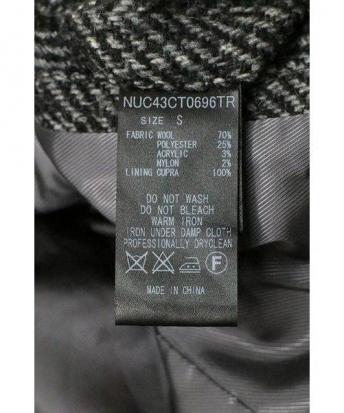 NUC43CT0696TR
SIZE S
FABRIC WOOL 70%
POLYESTER 25%
ACRYLIC 3%
NYLON 2%
LINING CUPRA 100%
DO NOT WASH
DO NOT BLEACH
WARM IRON
IRON UNDER DAMP CLOTH
PROFESSIONALLY DRYCLEAN
F
MADE IN CHINA